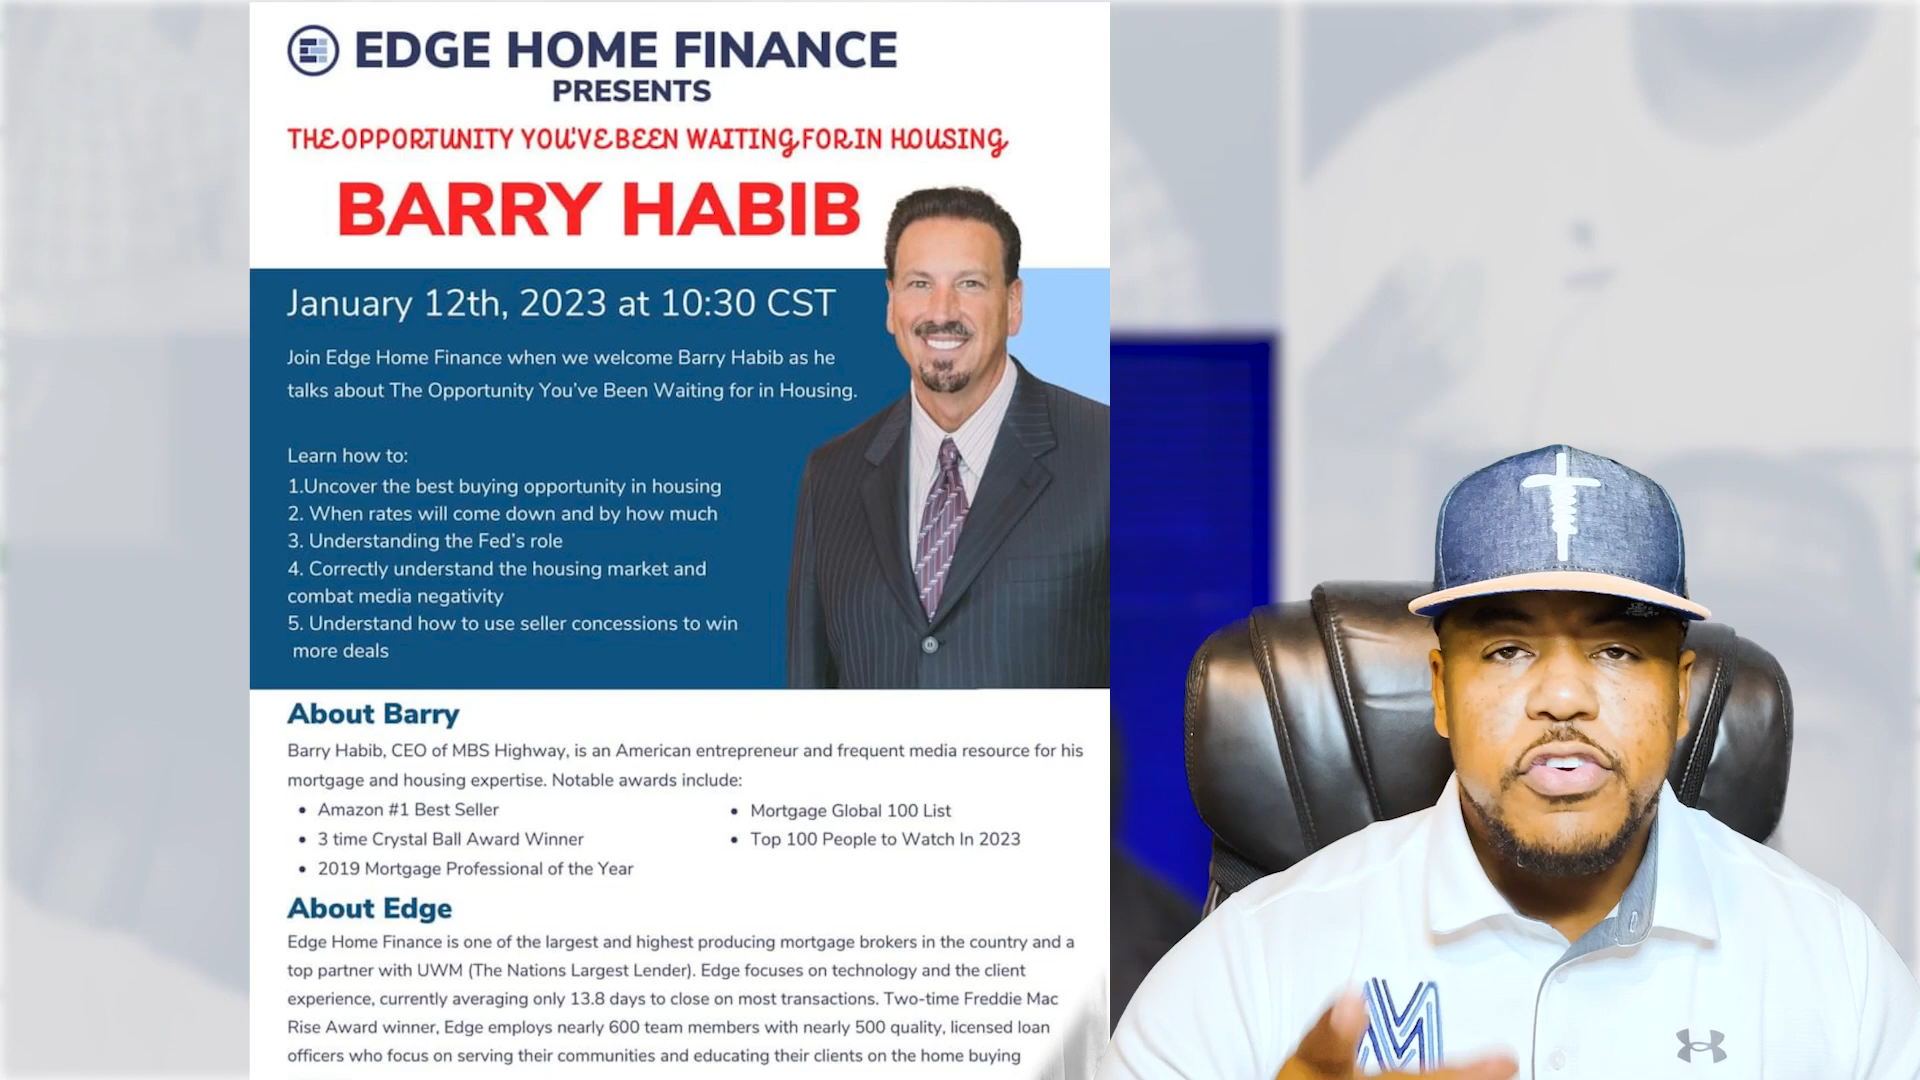 EDGE HOME FINANCE
PRESENTS
THE OPPORTUNITY YOU'VE BEEN WAITING FOR IN HOUSING
BARRY HABIB
January 12th, 2023 at 10:30 CST
Join Edge Home Finance when we welcome Barry Habib as he
talks about The Opportunity You've Been Waiting for in Housing.
Learn how to:
1.Uncover the best buying opportunity in housing
2. When rates will come down and by how much
3. Understanding the Fed's role
4. Correctly understand the housing market and
combat media negativity
5. Understand how to use seller concessions to win
more deals
About Barry
Barry Habib, CEO of MBS Highway, is an American entrepreneur and frequent media resource for his
mortgage and housing expertise. Notable awards include:
• Amazon #1 Best Seller
• 3 time Crystal Ball Award Winner
• 2019 Mortgage Professional of the Year
• Mortgage Global 100 List
• Top 100 People to Watch In 2023
About Edge
Edge Home Finance is one of the largest and highest producing mortgage brokers in the country and a
top partner with UWM (The Nations Largest Lender). Edge focuses on technology and the client
experience, currently averaging only 13.8 days to close on most transactions. Two-time Freddie Mac
Rise Award winner, Edge employs nearly 600 team members with nearly 500 quality, licensed loan
officers who focus on serving their communities and educating their clients on the home buying